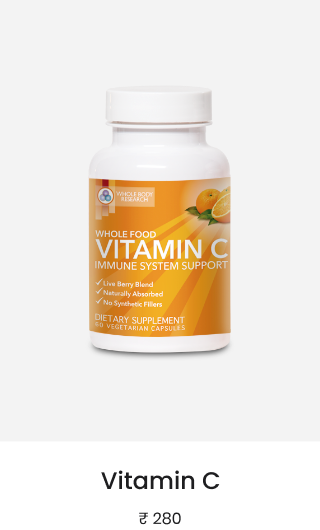 WHOLE BODY
RESEARCH
WHOLE FOOD
VITAMIN C
IMMUNE SYSTEM SUPPORT
✓ Live Berry Blend
✓ Naturally Absorbed
✓ No Synthetic Fillers
DIETARY SUPPLEMENT
90 VEGETARIAN CAPSULES
Vitamin C
₹ 280